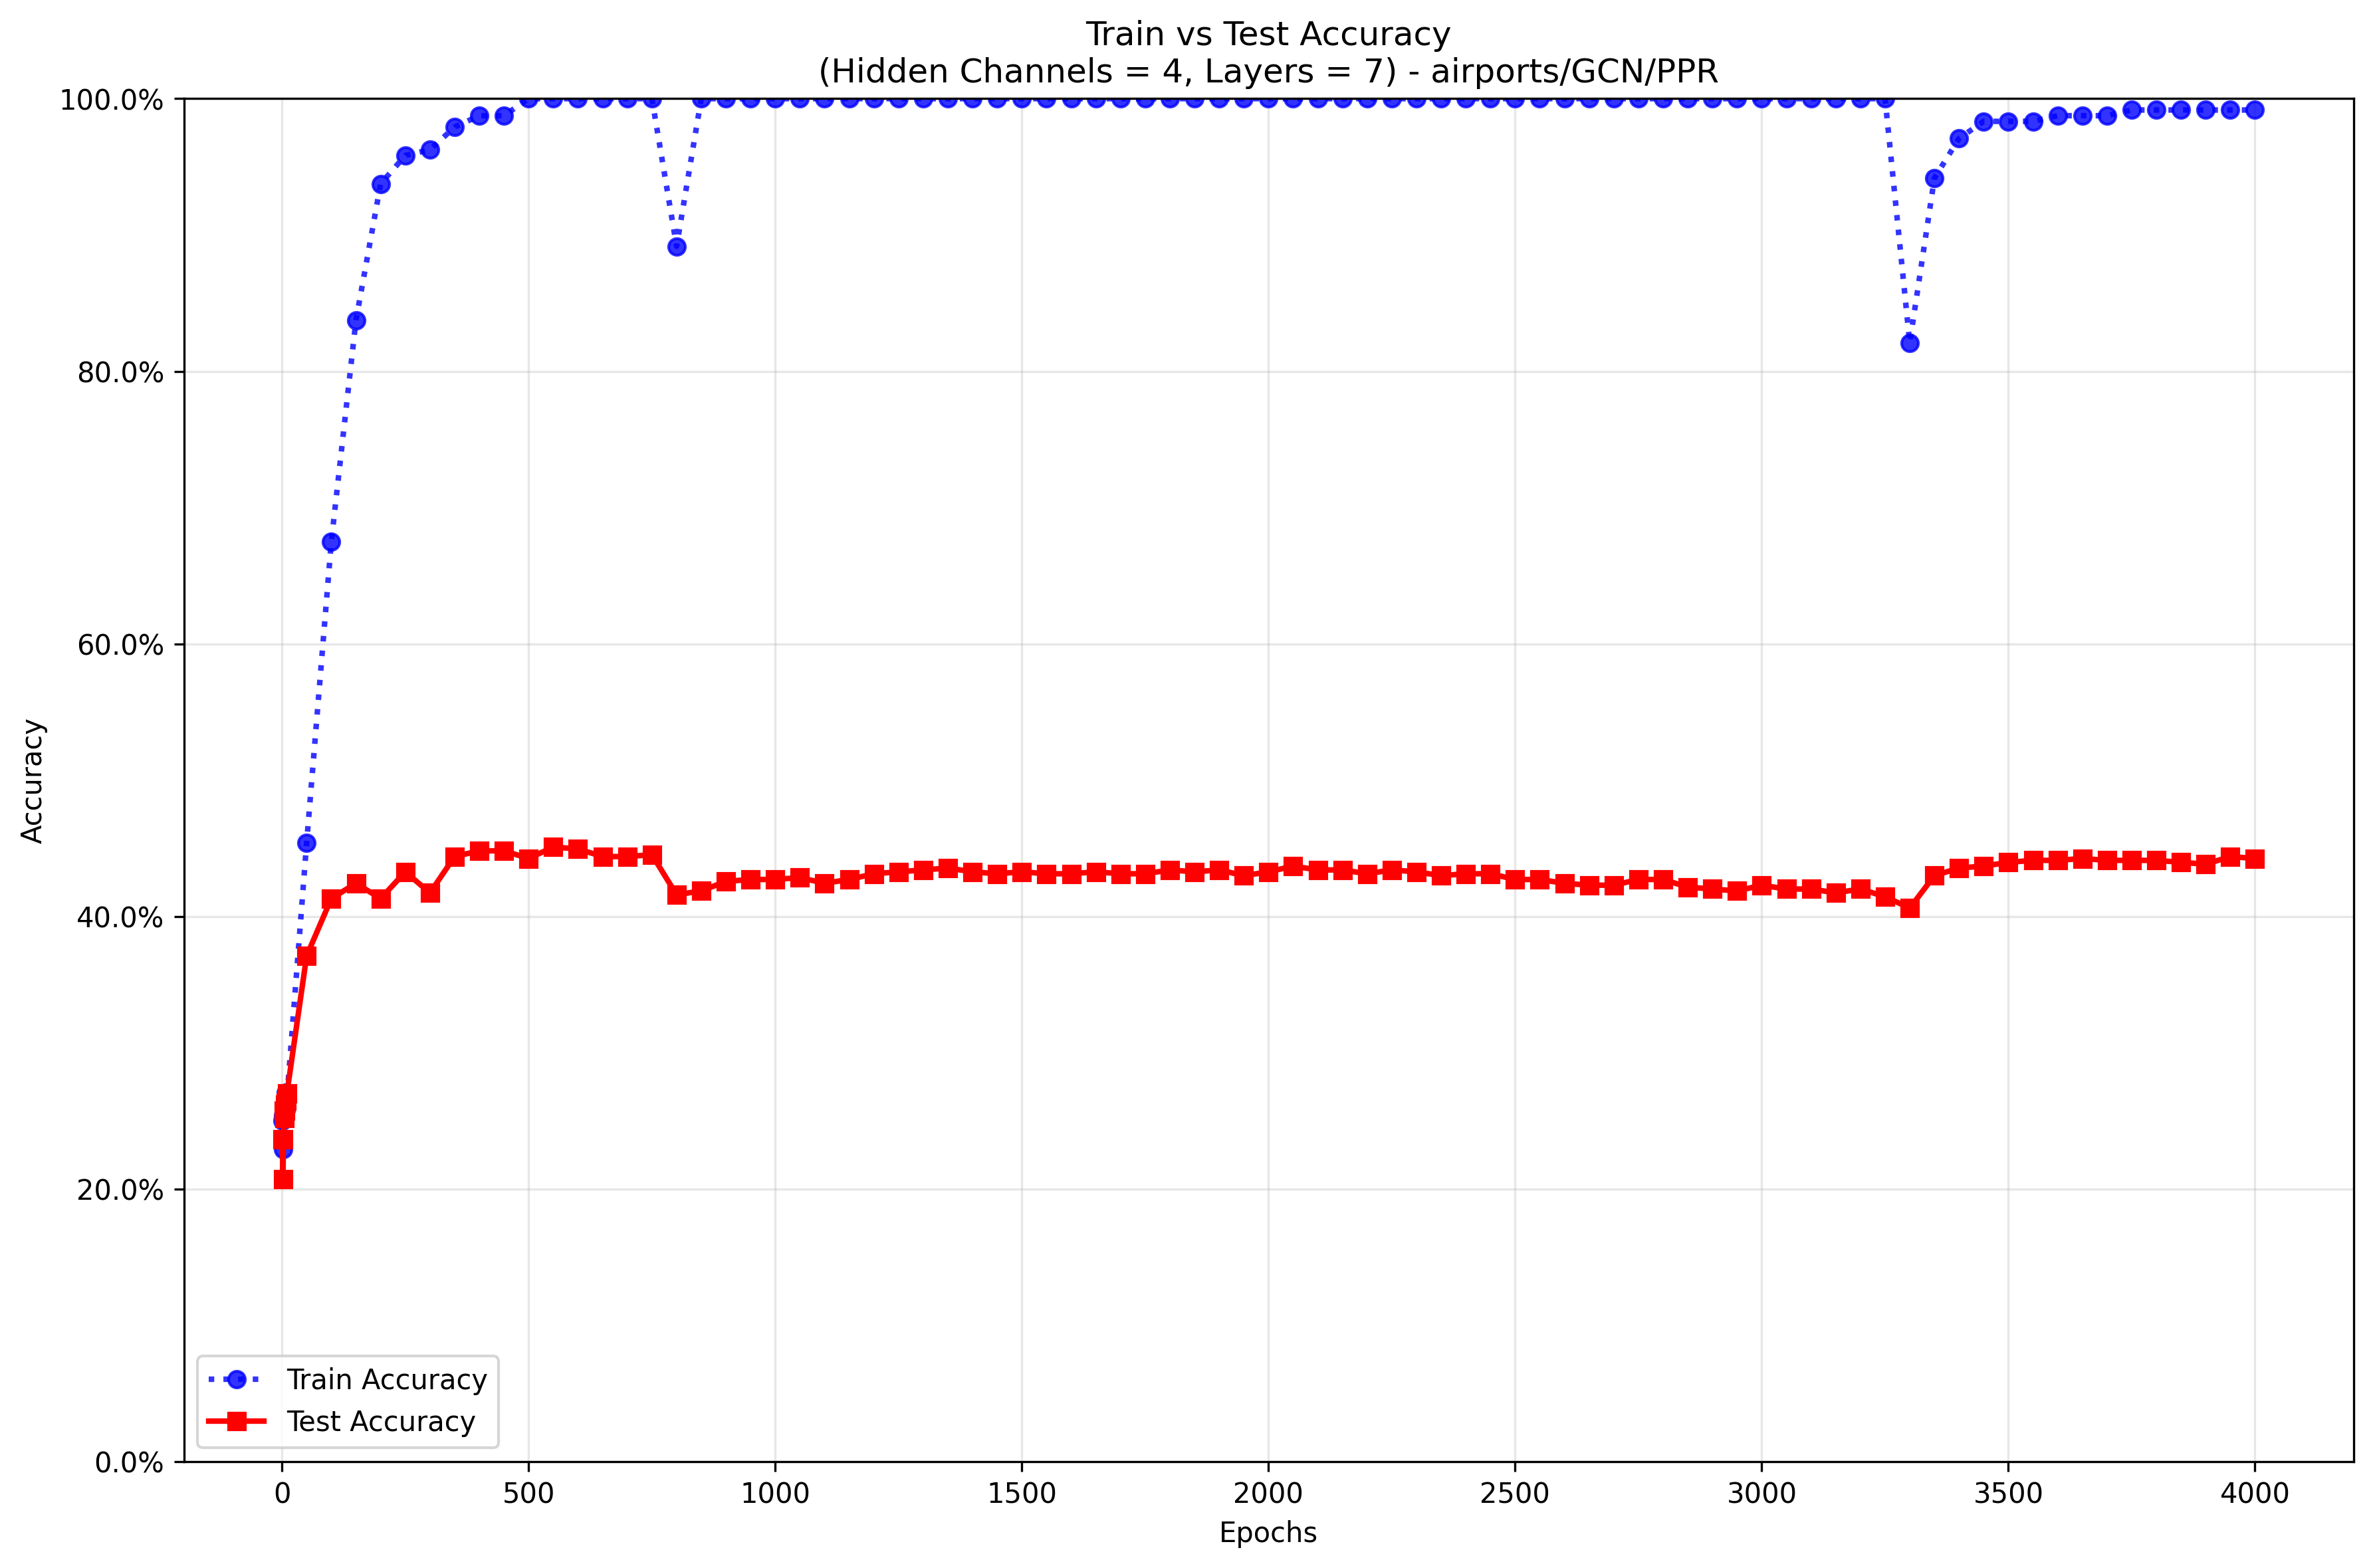 Train vs Test Accuracy
(Hidden Channels = 4, Layers = 7) - airports/GCN/PPR
100.0%
80.0%
60.0%
40.0%
20.0%
0.0%
Accuracy
Train Accuracy
Test Accuracy
0 500 1000 1500 2000 2500 3000 3500 4000
Epochs